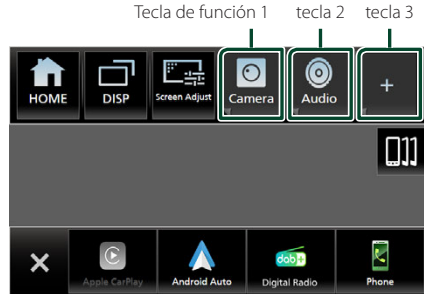 Tecla de función 1 tecla 2 tecla 3
HOME DISP Screen Adjust Camera Audio +
Apple CarPlay Android Auto dab+ Digital Radio Phone